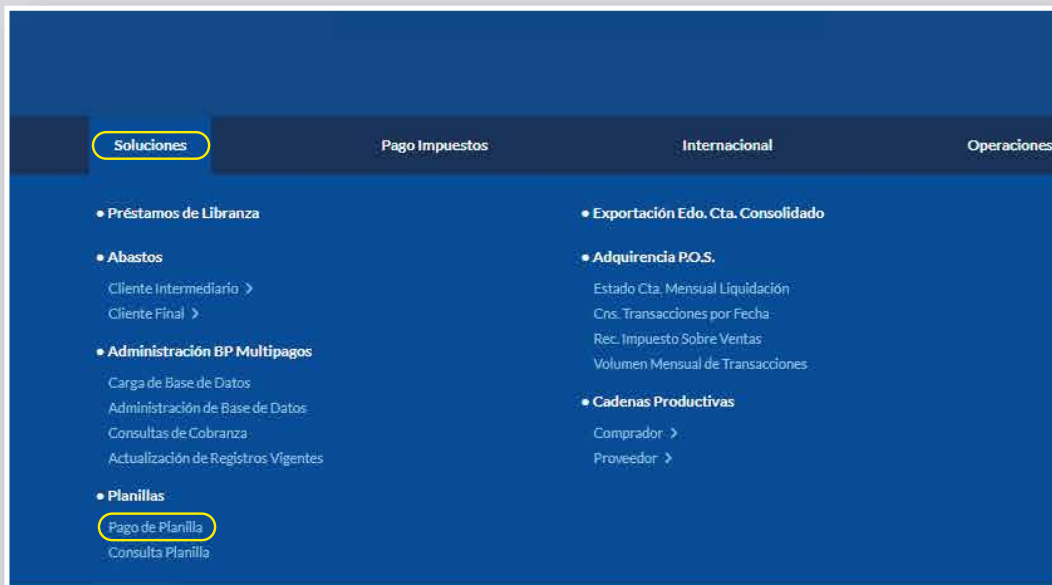 Soluciones
Pago Impuestos
Internacional
Operaciones
• Préstamos de Libranza
• Abastos
Cliente Intermediario >
Cliente Final >
• Administración BP Multipagos
Carga de Base de Datos
Administración de Base de Datos
Consultas de Cobranza
Actualización de Registros Vigentes
• Planillas
Pago de Planilla
Consulta Planilla
• Exportación Edo. Cta. Consolidado
• Adquirencia P.O.S.
Estado Cta. Mensual Liquidación
Cns. Transacciones por Fecha
Rec. Impuesto Sobre Ventas
Volumen Mensual de Transacciones
• Cadenas Productivas
Comprador >
Proveedor >